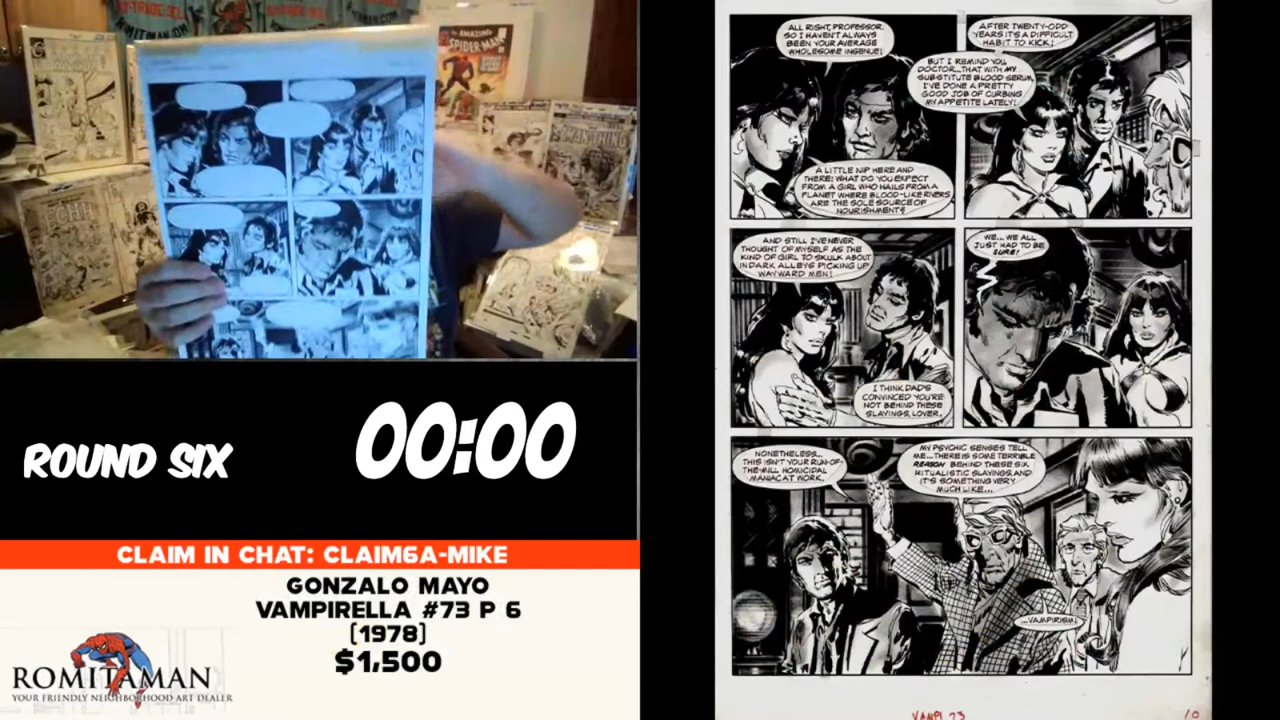 THE AMAZING
SPIDER-MAN
MAN-THING
ROUND SIX
00:00
CLAIM IN CHAT: CLAIM6A-MIKE
GONZALO MAYO
VAMPIRELLA #73 P 6
(1978)
$1,500
ROMITAMAN
YOUR FRIENDLY NEIGHBORHOOD ART DEALER
ALL RIGHT, PROFESSOR,
SO I HAVEN'T ALWAYS
BEEN YOUR AVERAGE
WHOLESOME INGENUE!
A LITTLE NIP HERE AND
THERE! WHAT DO YOU EXPECT
FROM A GIRL WHO HAILS FROM A
PLANET WHERE BLOOD-LIKE RIVERS
ARE THE SOLE SOURCE OF
NOURISHMENT?
AFTER TWENTY-ODD
YEARS IT'S A DIFFICULT
HABIT TO KICK!
BUT I REMIND YOU
DOCTOR...THAT WITH MY
SUBSTITUTE BLOOD SERUM,
I'VE DONE A PRETTY
GOOD JOB OF CURBING
MY APPETITE LATELY!
AND STILL I'VE NEVER
THOUGHT OF MYSELF AS THE
KIND OF GIRL TO SKULK ABOUT
IN DARK ALLEYS PICKING UP
WAYWARD MEN!
I THINK DAD'S
CONVINCED YOU'RE
NOT BEHIND THESE
SLAYINGS, LOVER.
WE... WE ALL
JUST HAD TO BE
SURE!
NONETHELESS...
THIS ISN'T YOUR RUN-OF-
THE-MILL HOMICIDAL
MANIAC AT WORK.
MY PSYCHIC SENSES TELL
ME...THERE IS SOME TERRIBLE
REASON BEHIND THESE SIX
RITUALISTIC SLAYINGS, AND
IT'S SOMETHING VERY
MUCH LIKE...
...VAMPIRISM!
VAMPI 73
10